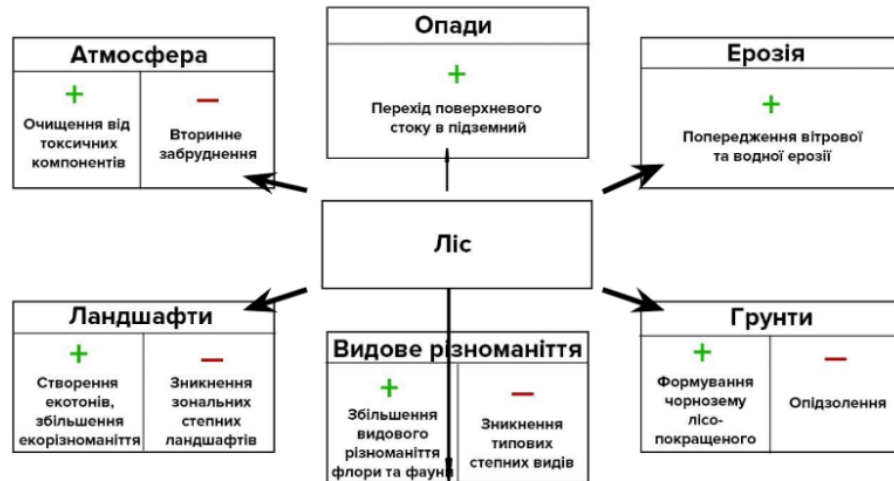 Атмосфера
+
Очищення від
токсичних
компонентів
—
Вторинне
забруднення
Опади
+
Перехід поверхневого
стоку в підземний
Ерозія
+
Попередження вітрової
та водної ерозії
Ліс
Ландшафти
+
Створення
екотонів,
збільшення
екорізноманіття
—
Зникнення
зональних
степних
ландшафтів
Видове різноманіття
+
Збільшення
видового
різноманіття
флори та фауни
—
Зникнення
типових
степних видів
Грунти
+
Формування
чорнозему
лісо-
покращеного
—
Опідзолення